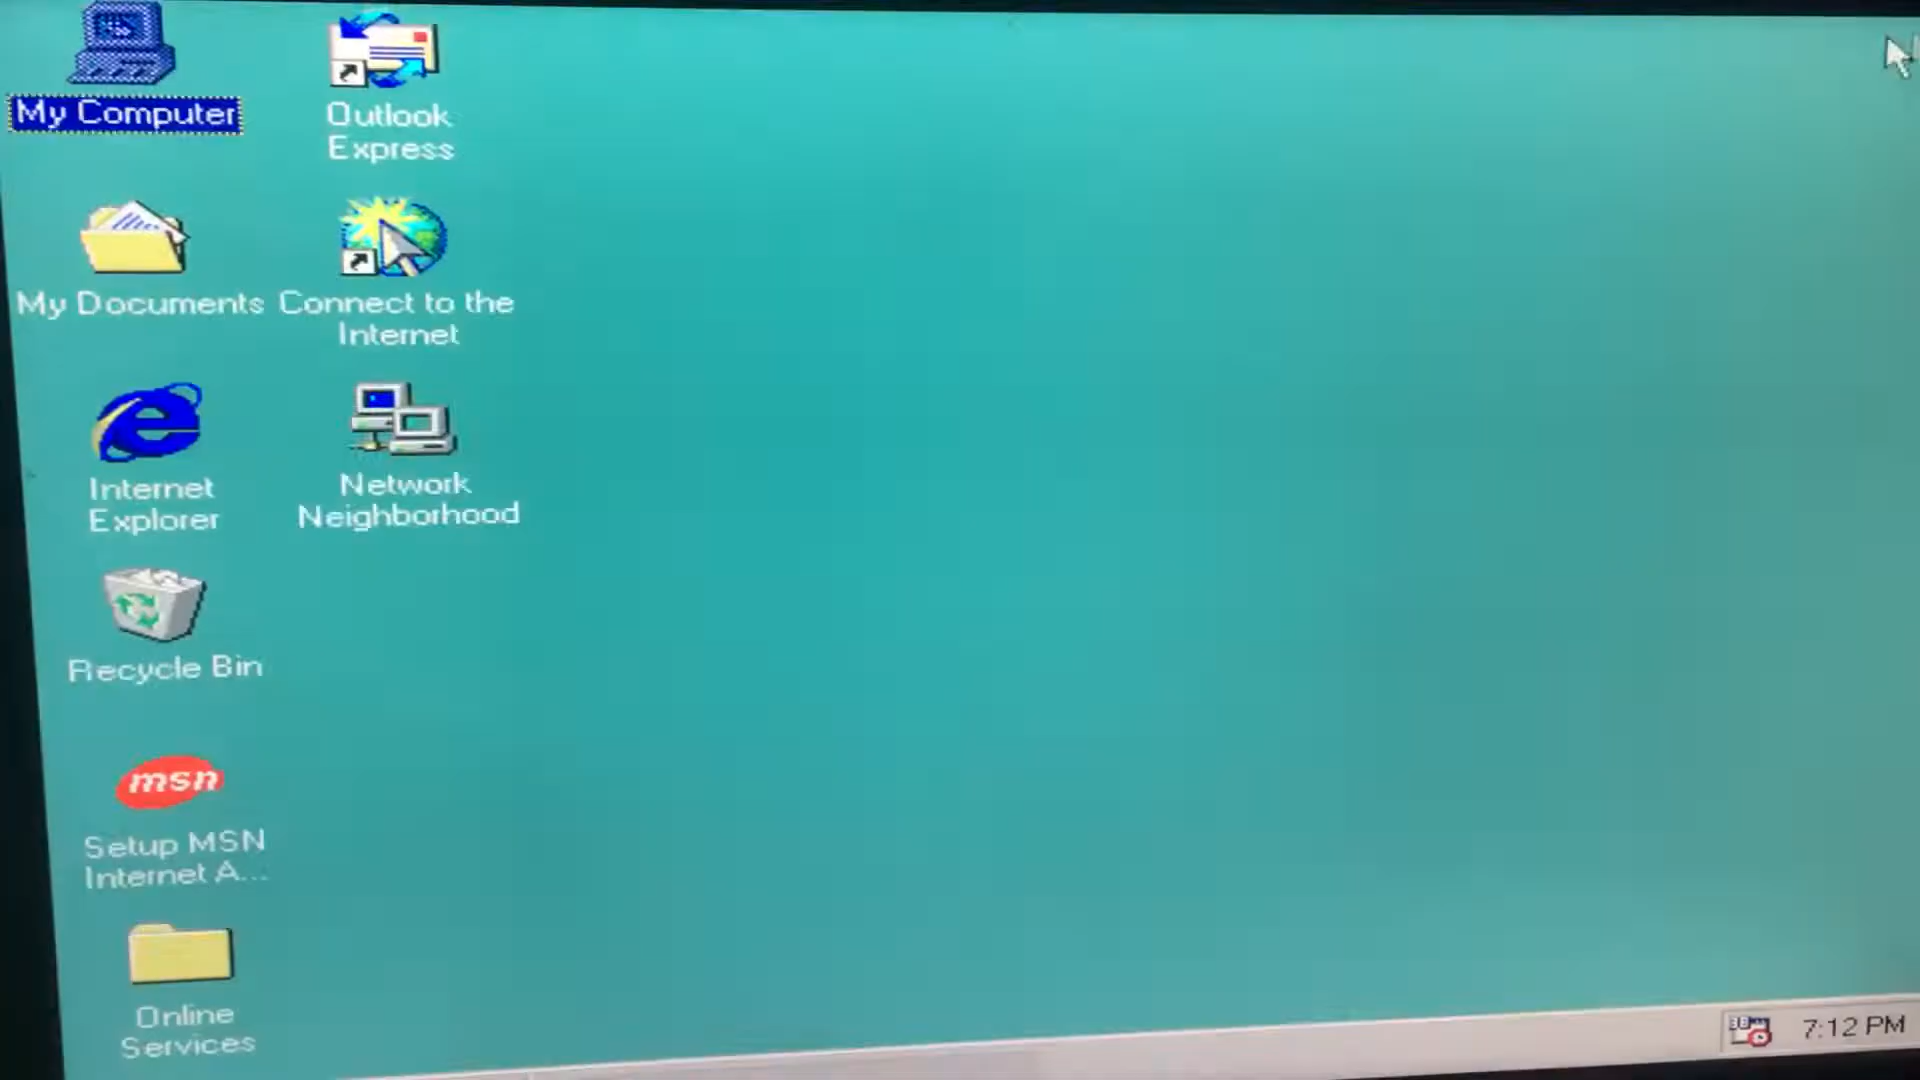 My Computer
Outlook
Express
My Documents
Connect to the
Internet
Internet
Explorer
Network
Neighborhood
Recycle Bin
msn
Setup MSN
Internet A...
Online
Services
7:12 PM